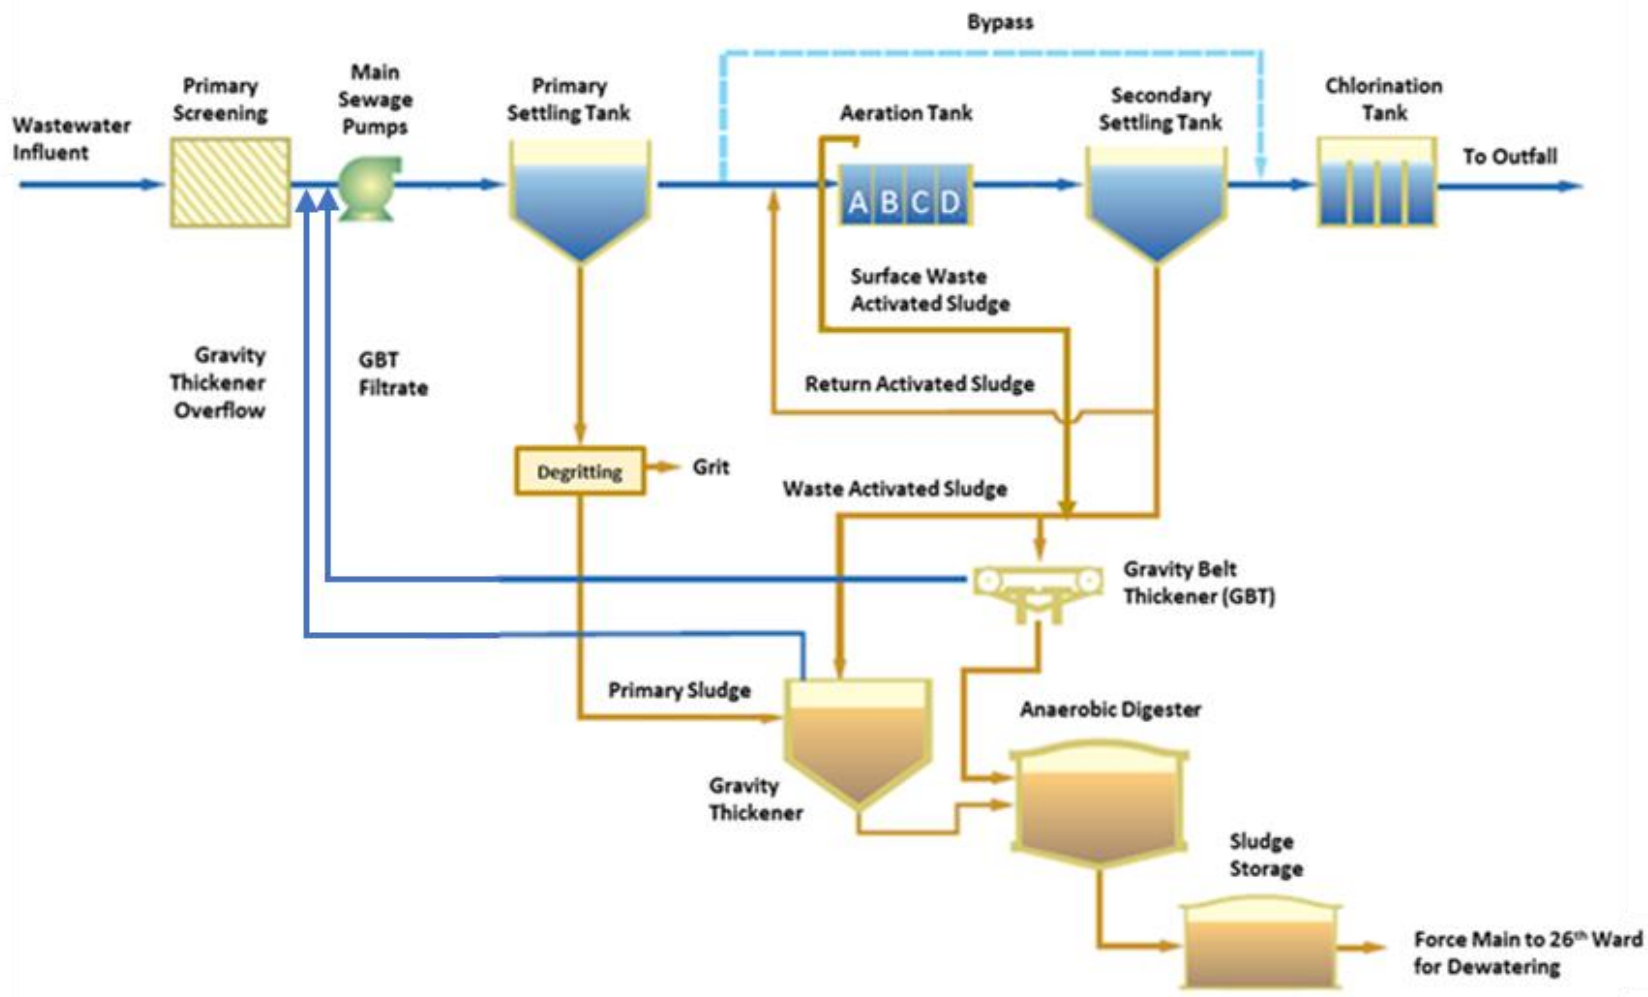 Bypass
Primary
Screening
Main
Sewage
Pumps
Primary
Settling Tank
Aeration Tank
Secondary
Settling Tank
Chlorination
Tank
Wastewater
Influent
To Outfall
A B C D
Surface Waste
Activated Sludge
Gravity
Thickener
Overflow
GBT
Filtrate
Return Activated Sludge
Degritting
Grit
Waste Activated Sludge
Gravity Belt
Thickener (GBT)
Primary Sludge
Anaerobic Digester
Gravity
Thickener
Sludge
Storage
Force Main to 26th Ward
for Dewatering